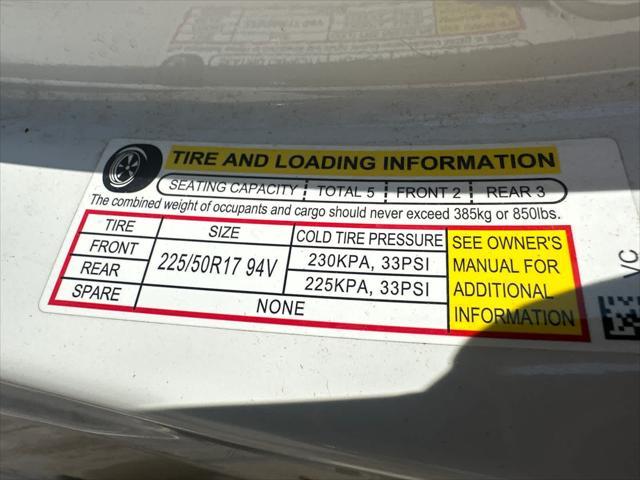 TIRE AND LOADING INFORMATION
SEATING CAPACITY TOTAL 5 FRONT 2 REAR 3
The combined weight of occupants and cargo should never exceed 385kg or 850lbs.
TIRE SIZE COLD TIRE PRESSURE
FRONT 225/50R17 94V 230KPA, 33PSI
REAR 225KPA, 33PSI
SPARE NONE
SEE OWNER'S
MANUAL FOR
ADDITIONAL
INFORMATION
VC